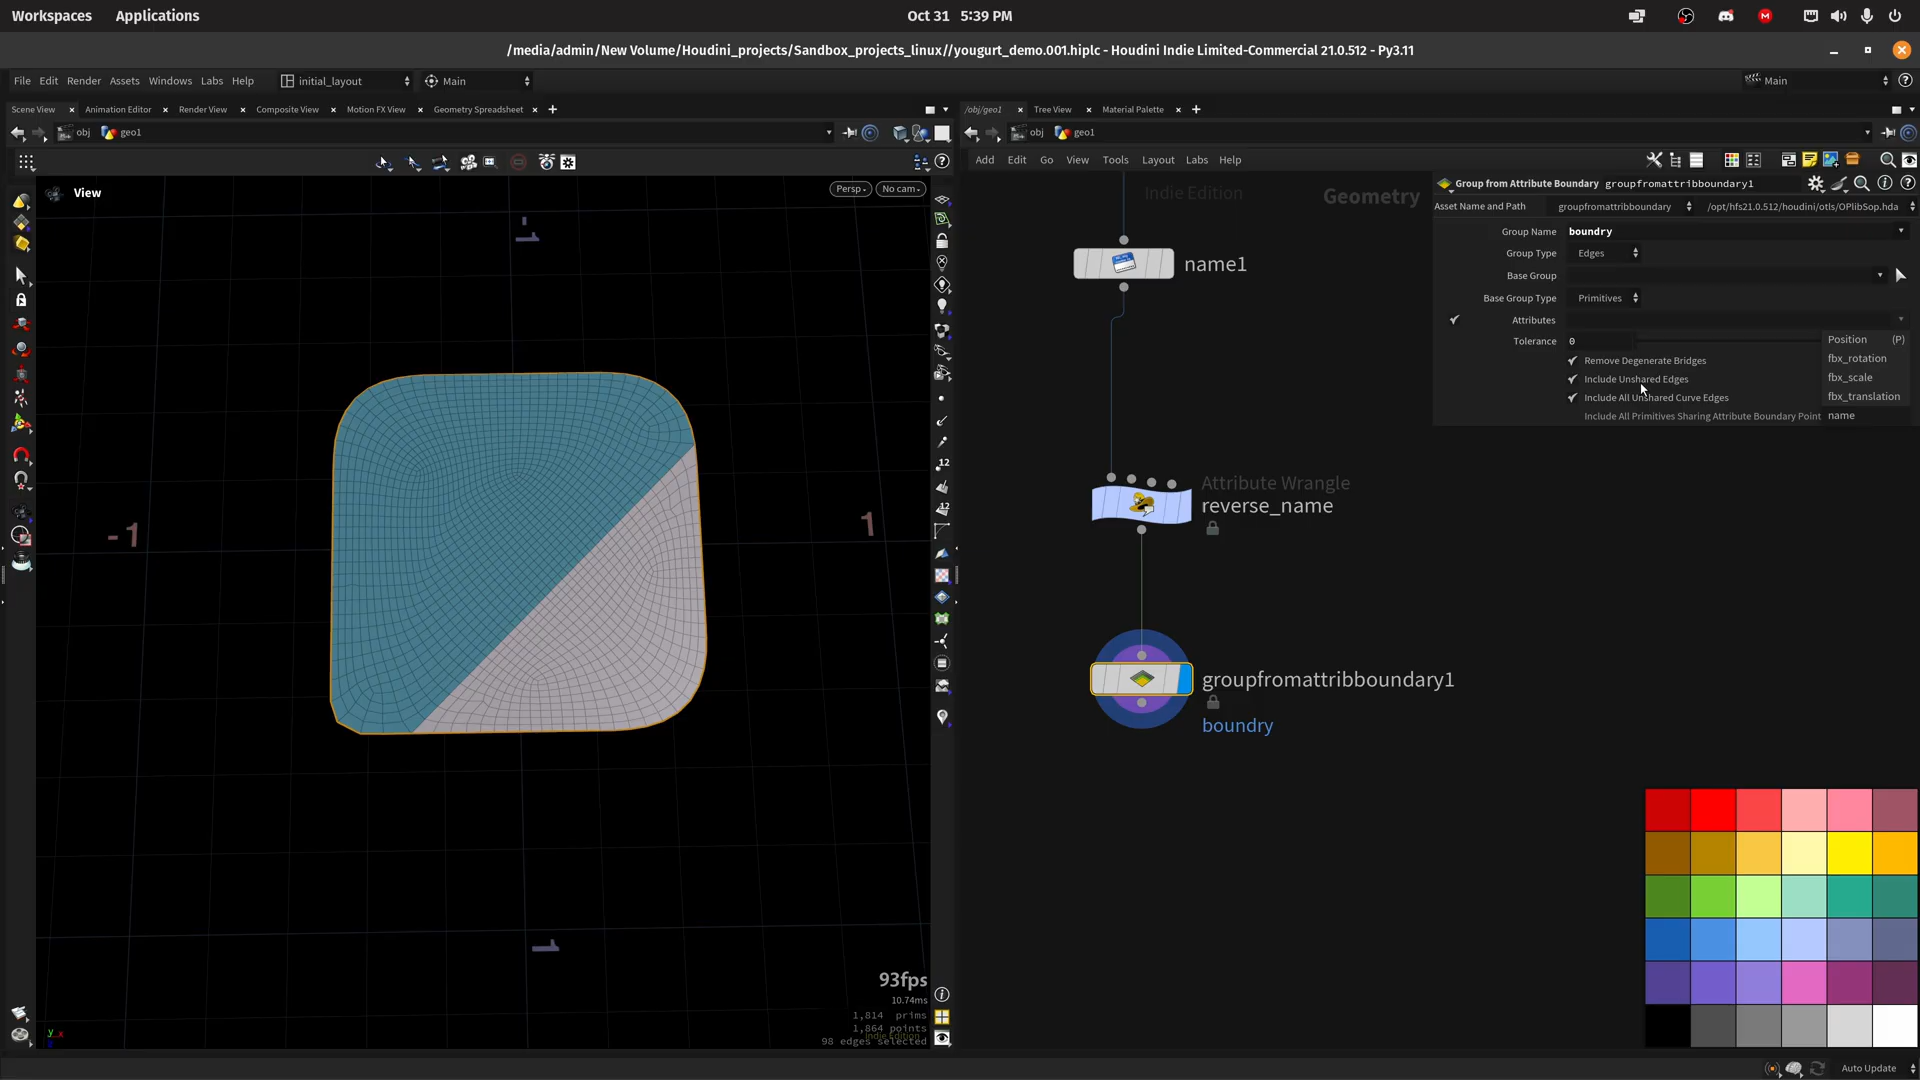 Workspaces Applications Oct 31 5:39 PM
/media/admin/New Volume/Houdini_projects/Sandbox_projects_linux//yougurt_demo.001.hiplc - Houdini Indie Limited-Commercial 21.0.512 - Py3.11
File Edit Render Assets Windows Labs Help initial_layout Main Main
Scene View Animation Editor Render View Composite View Motion FX View Geometry Spreadsheet
/obj/geo1 Tree View Material Palette
obj geo1
obj geo1
Add Edit Go View Tools Layout Labs Help
View
Persp No cam
-1
-1
1
1
93fps
10.74ms
1,814 prims
1,864 points
Indie Edition
98 edges selected
Indie Edition
Geometry
name1
Attribute Wrangle
reverse_name
groupfromattribboundary1
boundry
Group from Attribute Boundary groupfromattribboundary1
Asset Name and Path groupfromattribboundary /opt/hfs21.0.512/houdini/otls/OPlibSop.hda
Group Name boundry
Group Type Edges
Base Group
Base Group Type Primitives
Attributes
Tolerance 0
Remove Degenerate Bridges
Include Unshared Edges
Include All Unshared Curve Edges
Include All Primitives Sharing Attribute Boundary Point
Position (P)
fbx_rotation
fbx_scale
fbx_translation
name
12
12
y x
Auto Update